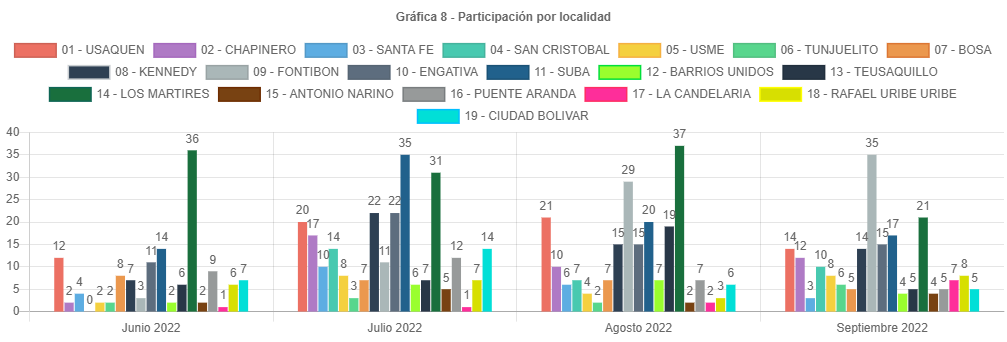 Gráfica 8 - Participación por localidad
01 - USAQUEN 02 - CHAPINERO 03 - SANTA FE 04 - SAN CRISTOBAL 05 - USME 06 - TUNJUELITO 07 - BOSA
08 - KENNEDY 09 - FONTIBON 10 - ENGATIVA 11 - SUBA 12 - BARRIOS UNIDOS 13 - TEUSAQUILLO
14 - LOS MARTIRES 15 - ANTONIO NARINO 16 - PUENTE ARANDA 17 - LA CANDELARIA 18 - RAFAEL URIBE URIBE
19 - CIUDAD BOLIVAR
40
35
30
25
20
15
10
5
0
12 2 4 0 2 2 8 7 3 11 14 2 6 36 2 9 1 6 7
20 17 10 14 8 3 7 22 11 22 35 6 7 31 5 12 1 7 14
21 10 6 7 4 2 7 15 29 15 20 7 19 37 2 7 2 3 6
14 12 3 10 8 6 5 14 35 15 17 4 5 21 4 5 7 8 5
Junio 2022 Julio 2022 Agosto 2022 Septiembre 2022